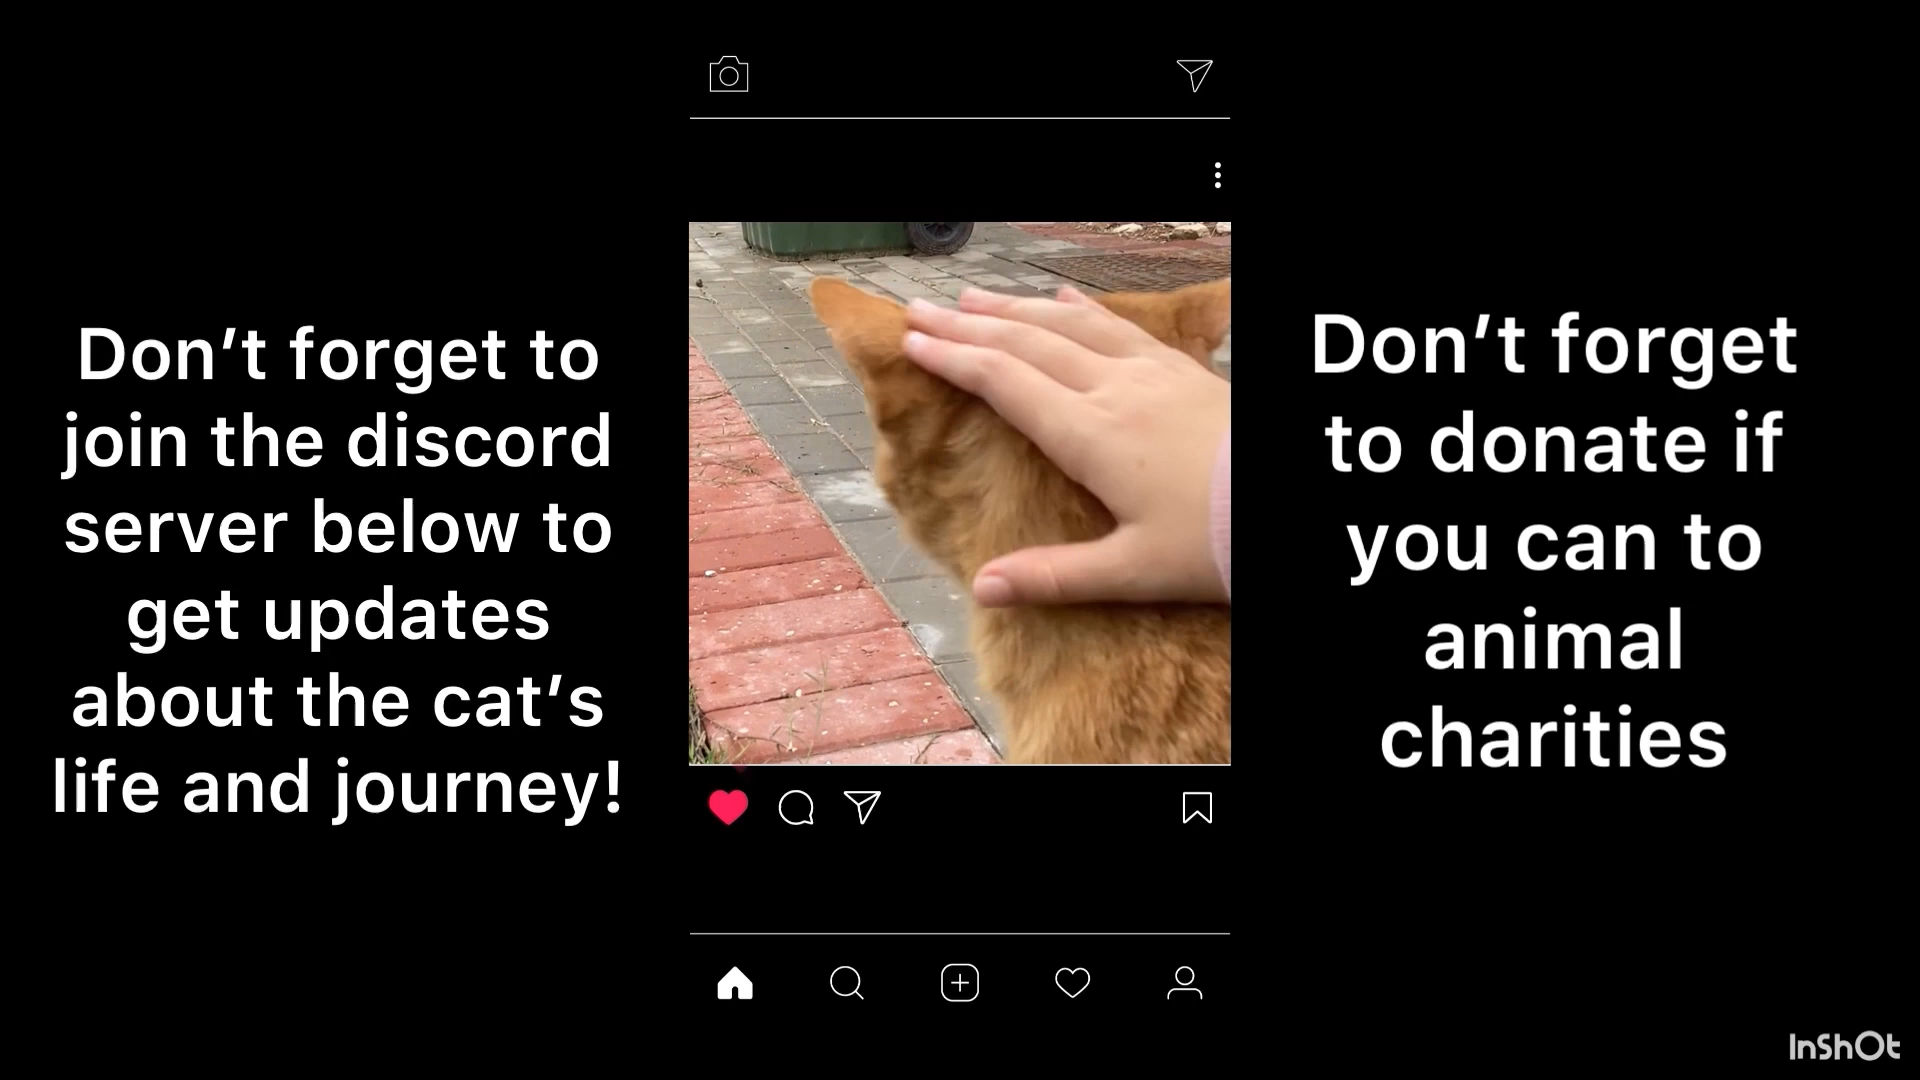 Don't forget to
join the discord
server below to
get updates
about the cat's
life and journey!
Don't forget
to donate if
you can to
animal
charities
InShOt